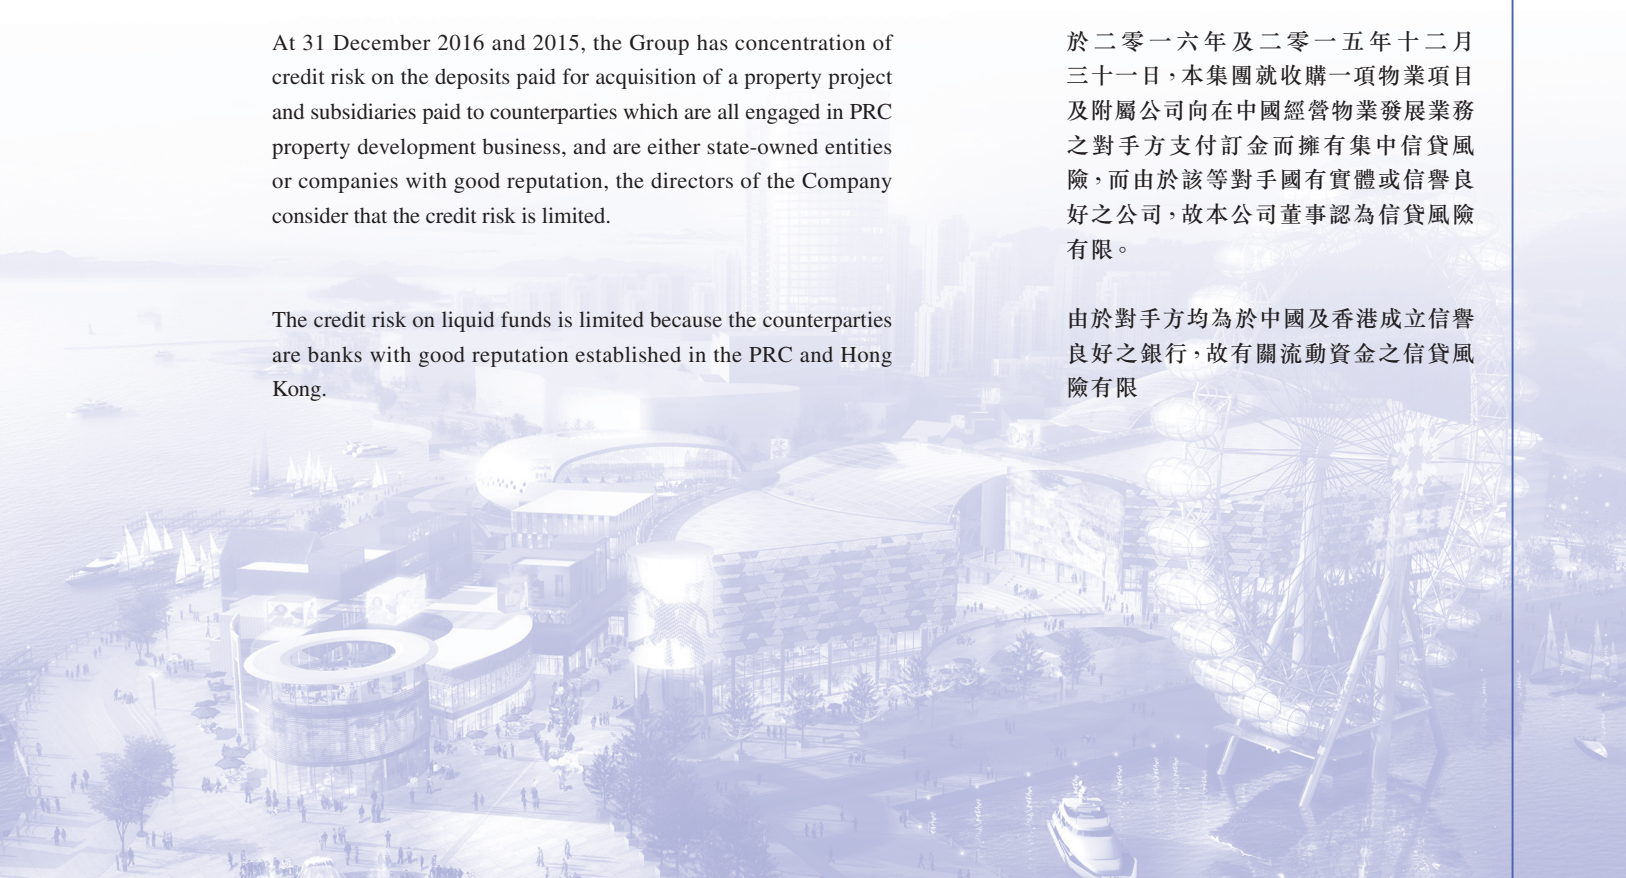 At 31 December 2016 and 2015, the Group has concentration of
credit risk on the deposits paid for acquisition of a property project
and subsidiaries paid to counterparties which are all engaged in PRC
property development business, and are either state-owned entities
or companies with good reputation, the directors of the Company
consider that the credit risk is limited.
The credit risk on liquid funds is limited because the counterparties
are banks with good reputation established in the PRC and Hong
Kong.
於二零一六年及二零一五年十二月
三十一日，本集團就收購一項物業項目
及附屬公司向在中國經營物業發展業務
之對手方支付訂金而擁有集中信貸風
險，而由於該等對手國有實體或信譽良
好之公司，故本公司董事認為信貸風險
有限。
由於對手方均為於中國及香港成立信譽
良好之銀行，故有關流動資金之信貸風
險有限